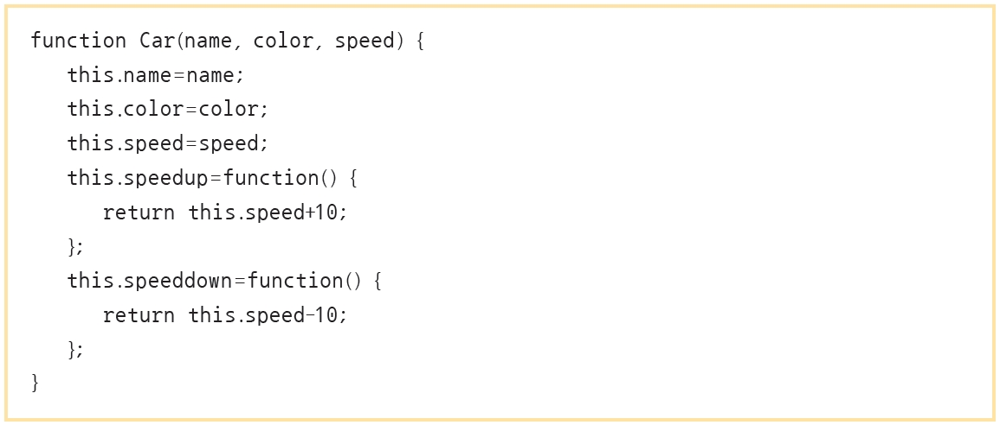 function Car(name, color, speed) {
   this.name=name;
   this.color=color;
   this.speed=speed;
   this.speedup=function() {
      return this.speed+10;
   };
   this.speeddown=function() {
      return this.speed-10;
   };
}